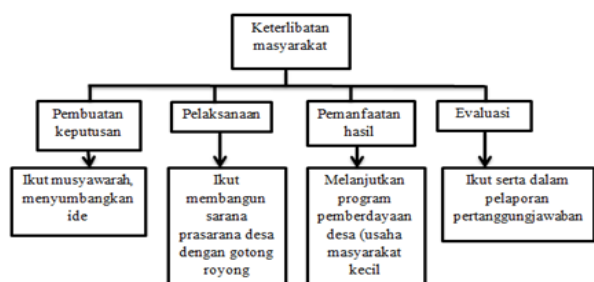 Keterlibatan
masyarakat
Pembuatan
keputusan
Pelaksanaan
Pemanfaatan
hasil
Evaluasi
Ikut musyawarah,
menyumbangkan
ide
Ikut
membangun
sarana
prasarana desa
dengan gotong
royong
Melanjutkan
program
pemberdayaan
desa (usaha
masyarakat
kecil
Ikut serta dalam
pelaporan
pertanggungjawaban